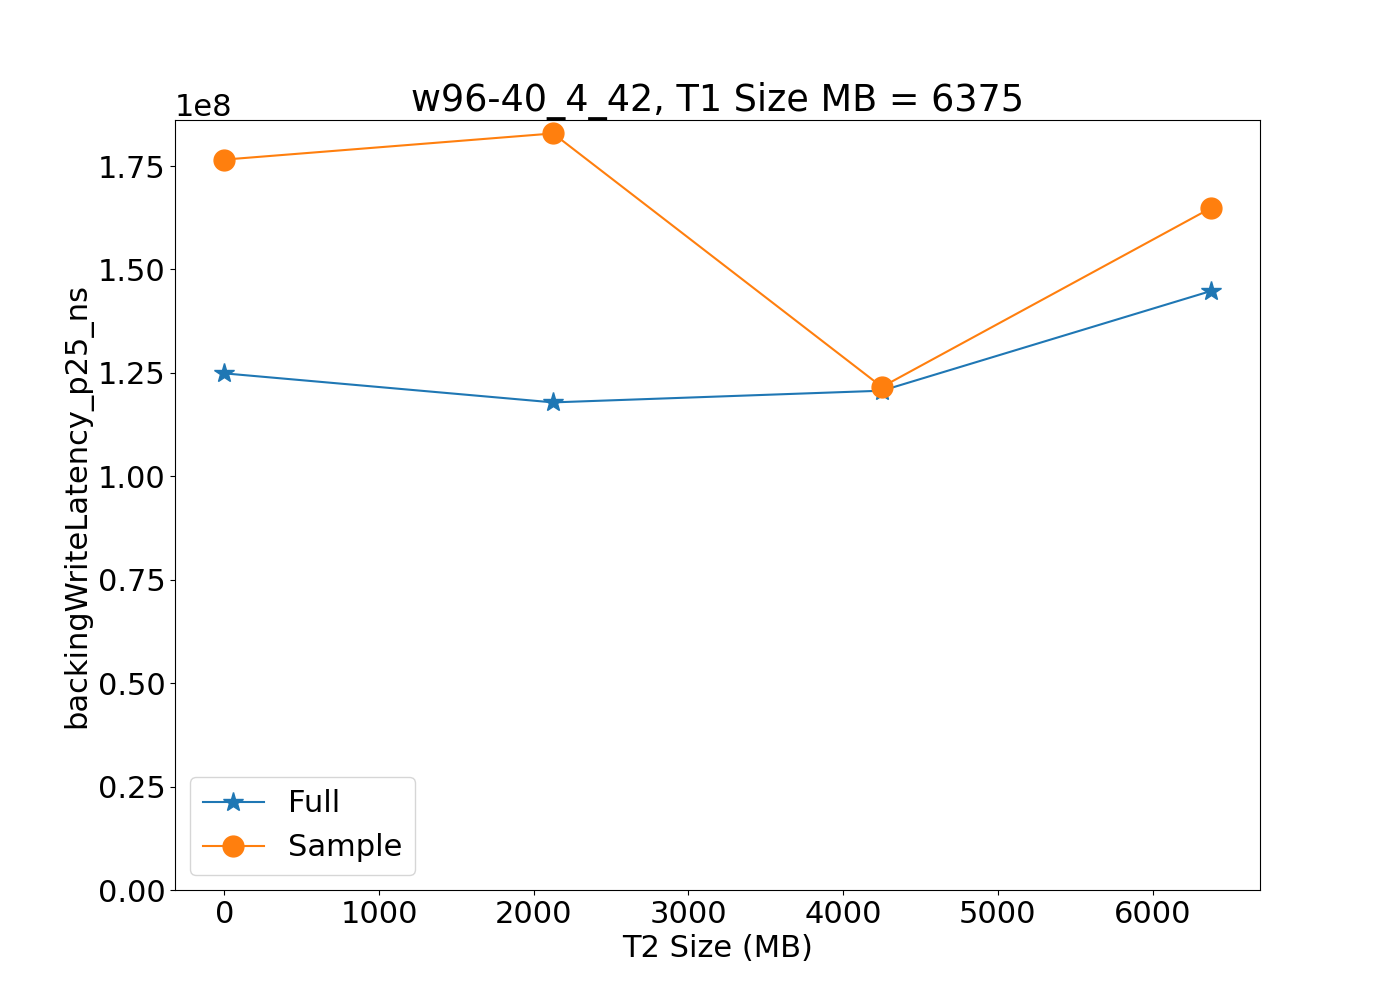 w96-40_4_42, T1 Size MB = 6375
1e8
1.75
1.50
1.25
1.00
0.75
0.50
0.25
0.00
backingWriteLatency_p25_ns
Full
Sample
0 1000 2000 3000 4000 5000 6000
T2 Size (MB)